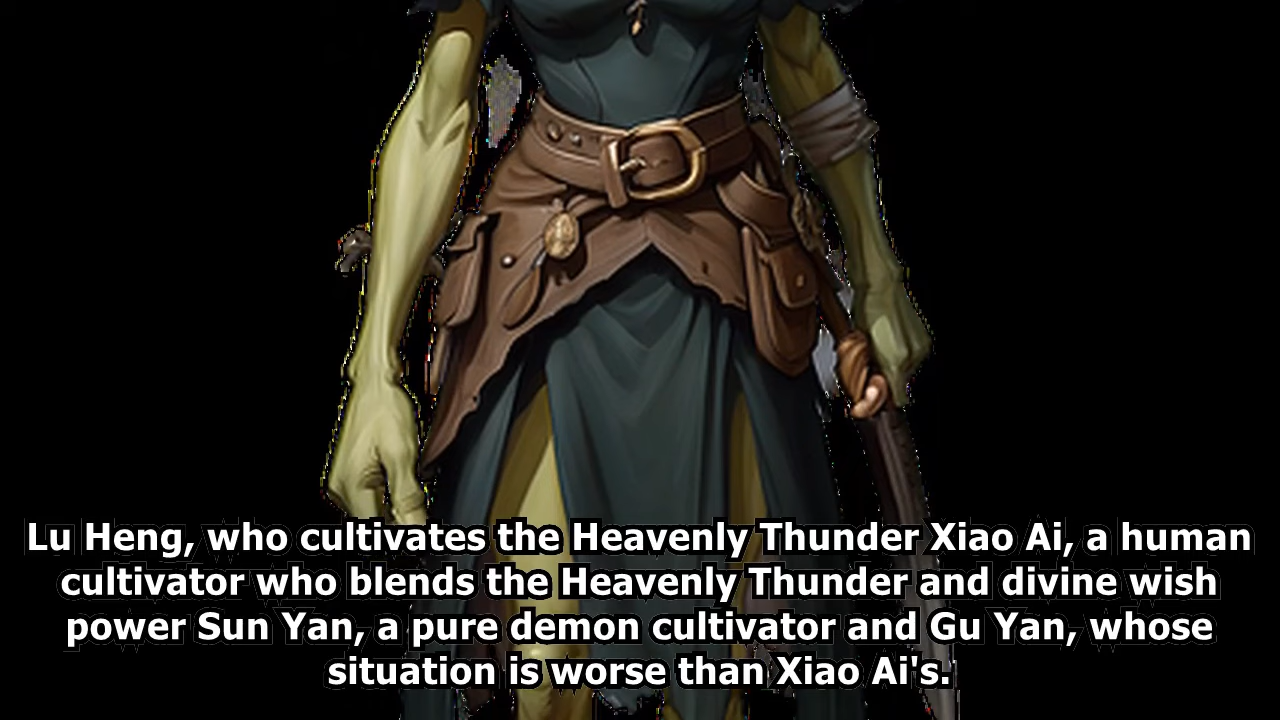 Lu Heng, who cultivates the Heavenly Thunder Xiao Ai, a human
cultivator who blends the Heavenly Thunder and divine wish
power Sun Yan, a pure demon cultivator and Gu Yan, whose
situation is worse than Xiao Ai's.